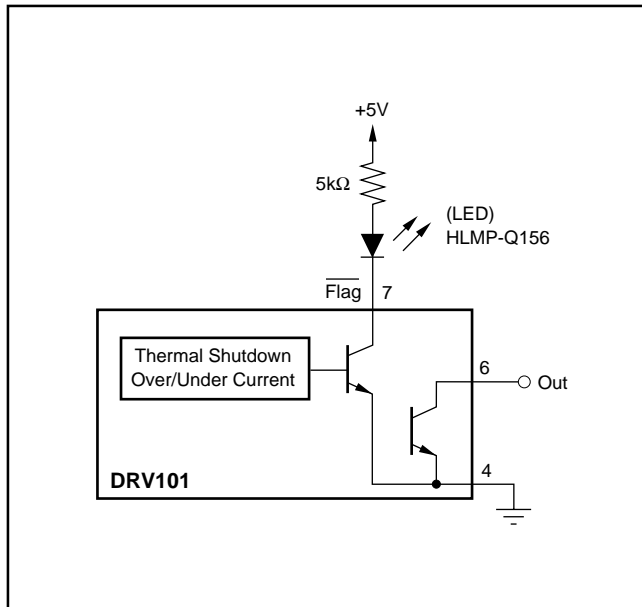 +5V
5kΩ
(LED)
HLMP-Q156
Flag
7
Thermal Shutdown
Over/Under Current
6
Out
4
DRV101